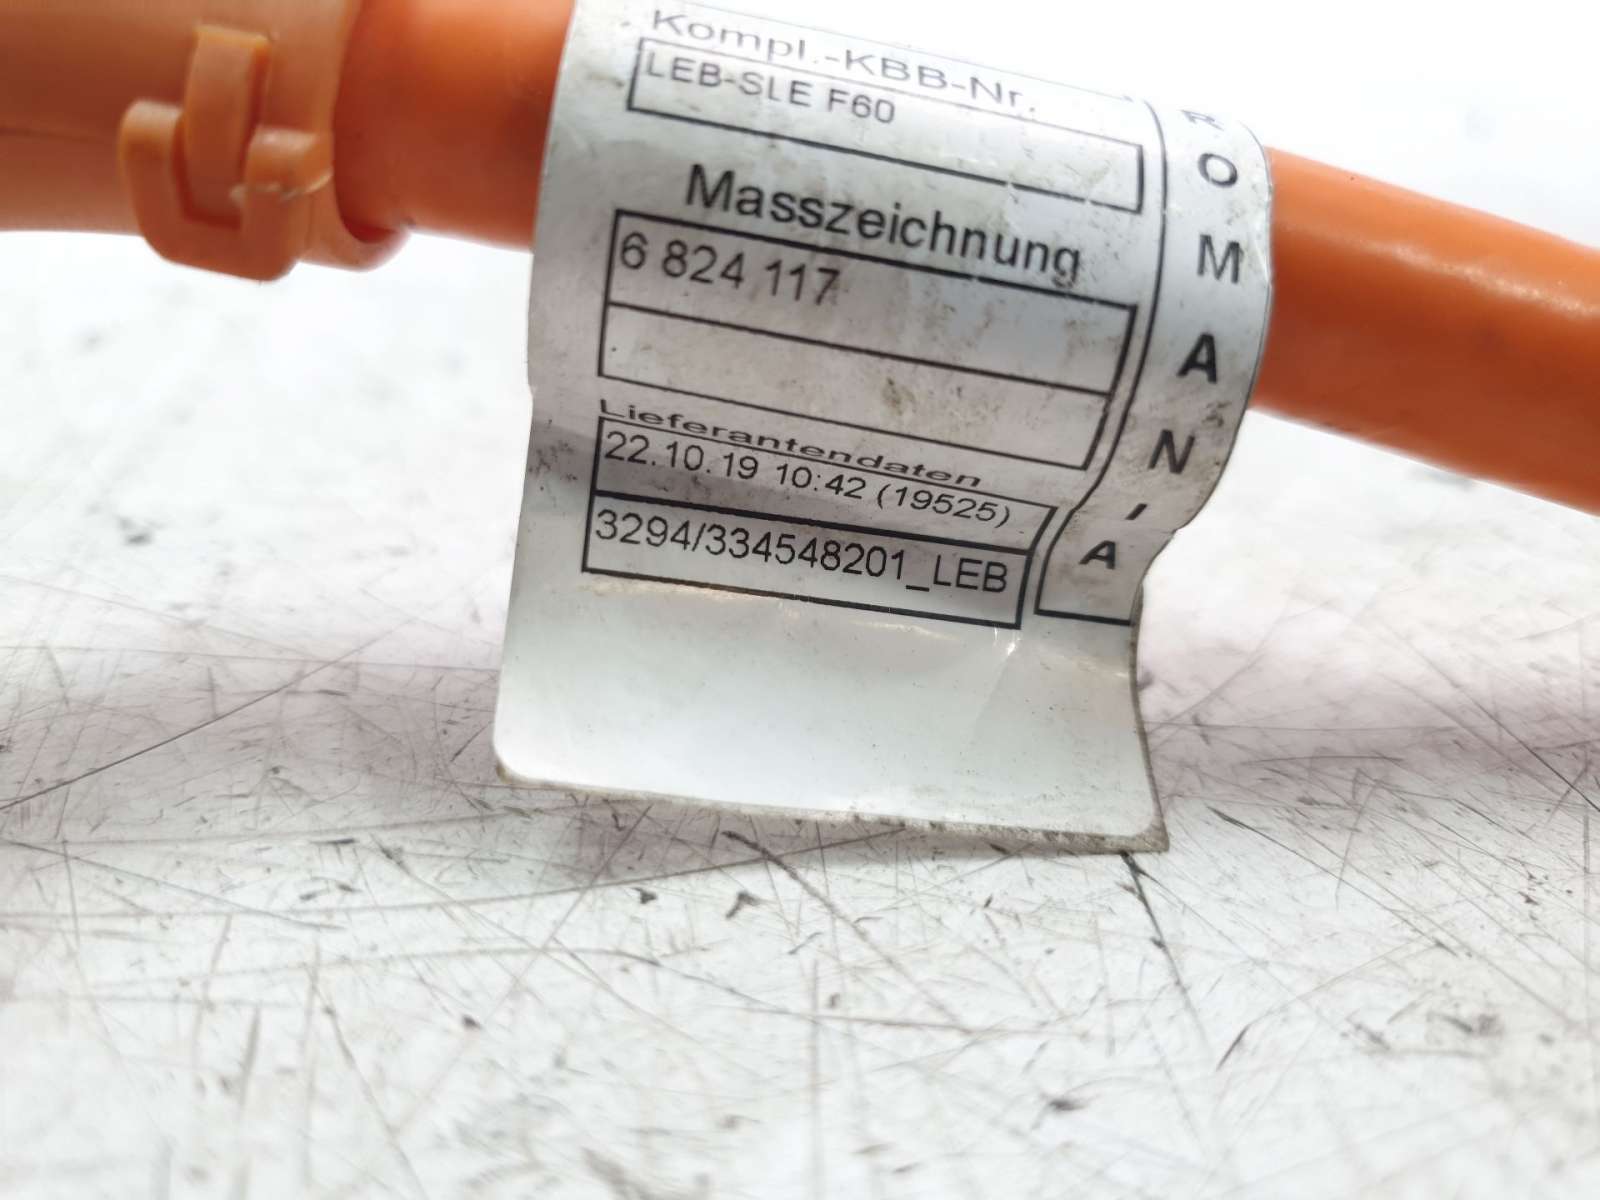 Kompl.-KBB-Nr.
LEB-SLE F60
Masszeichnung
6 824 117
Lieferantendaten
22.10.19 10:42 (19525)
3294/334548201_LEB
ROMANIA